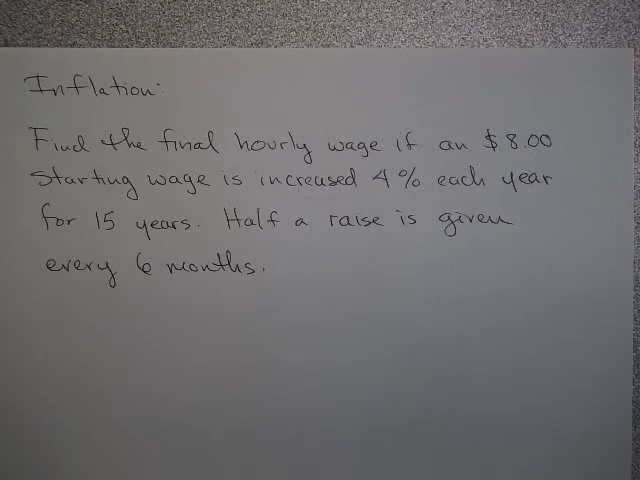 Inflation:
Find the final hourly wage if an $8.00
starting wage is increased 4% each year
for 15 years. Half a raise is given
every 6 months.